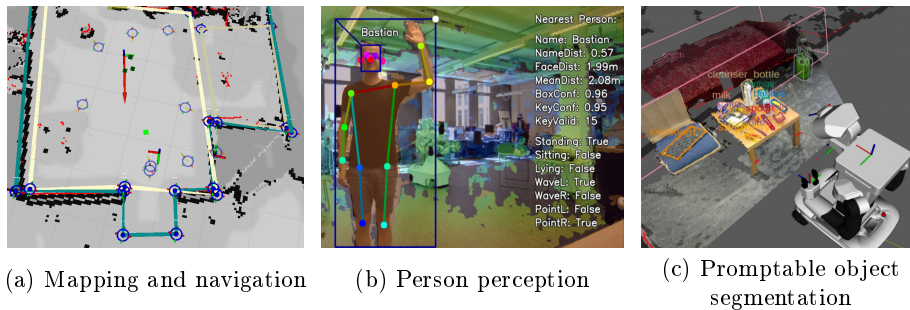 Bastian
Nearest Person:
Name: Bastian
NameDist: 0.57
FaceDist: 1.99m
MeanDist: 2.08m
BoxConf: 0.96
KeyConf: 0.95
KeyValid: 15
Standing: True
Sitting: False
Lying: False
WaveL: True
WaveR: False
PointL: False
PointR: True
cleanser_bottle
milk
(a) Mapping and navigation
(b) Person perception
(c) Promptable object
segmentation